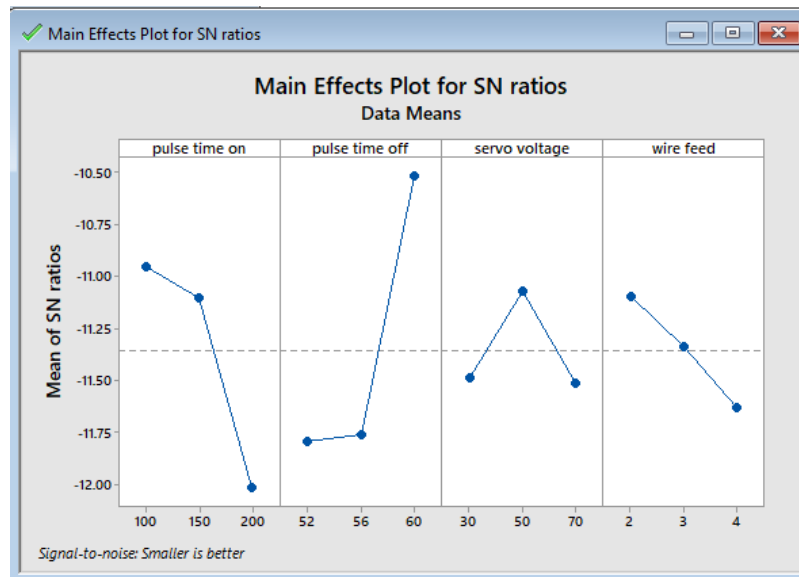 Main Effects Plot for SN ratios
Main Effects Plot for SN ratios
Data Means
pulse time on pulse time off servo voltage wire feed
Mean of SN ratios
-10.50
-10.75
-11.00
-11.25
-11.50
-11.75
-12.00
100 150 200 52 56 60 30 50 70 2 3 4
Signal-to-noise: Smaller is better